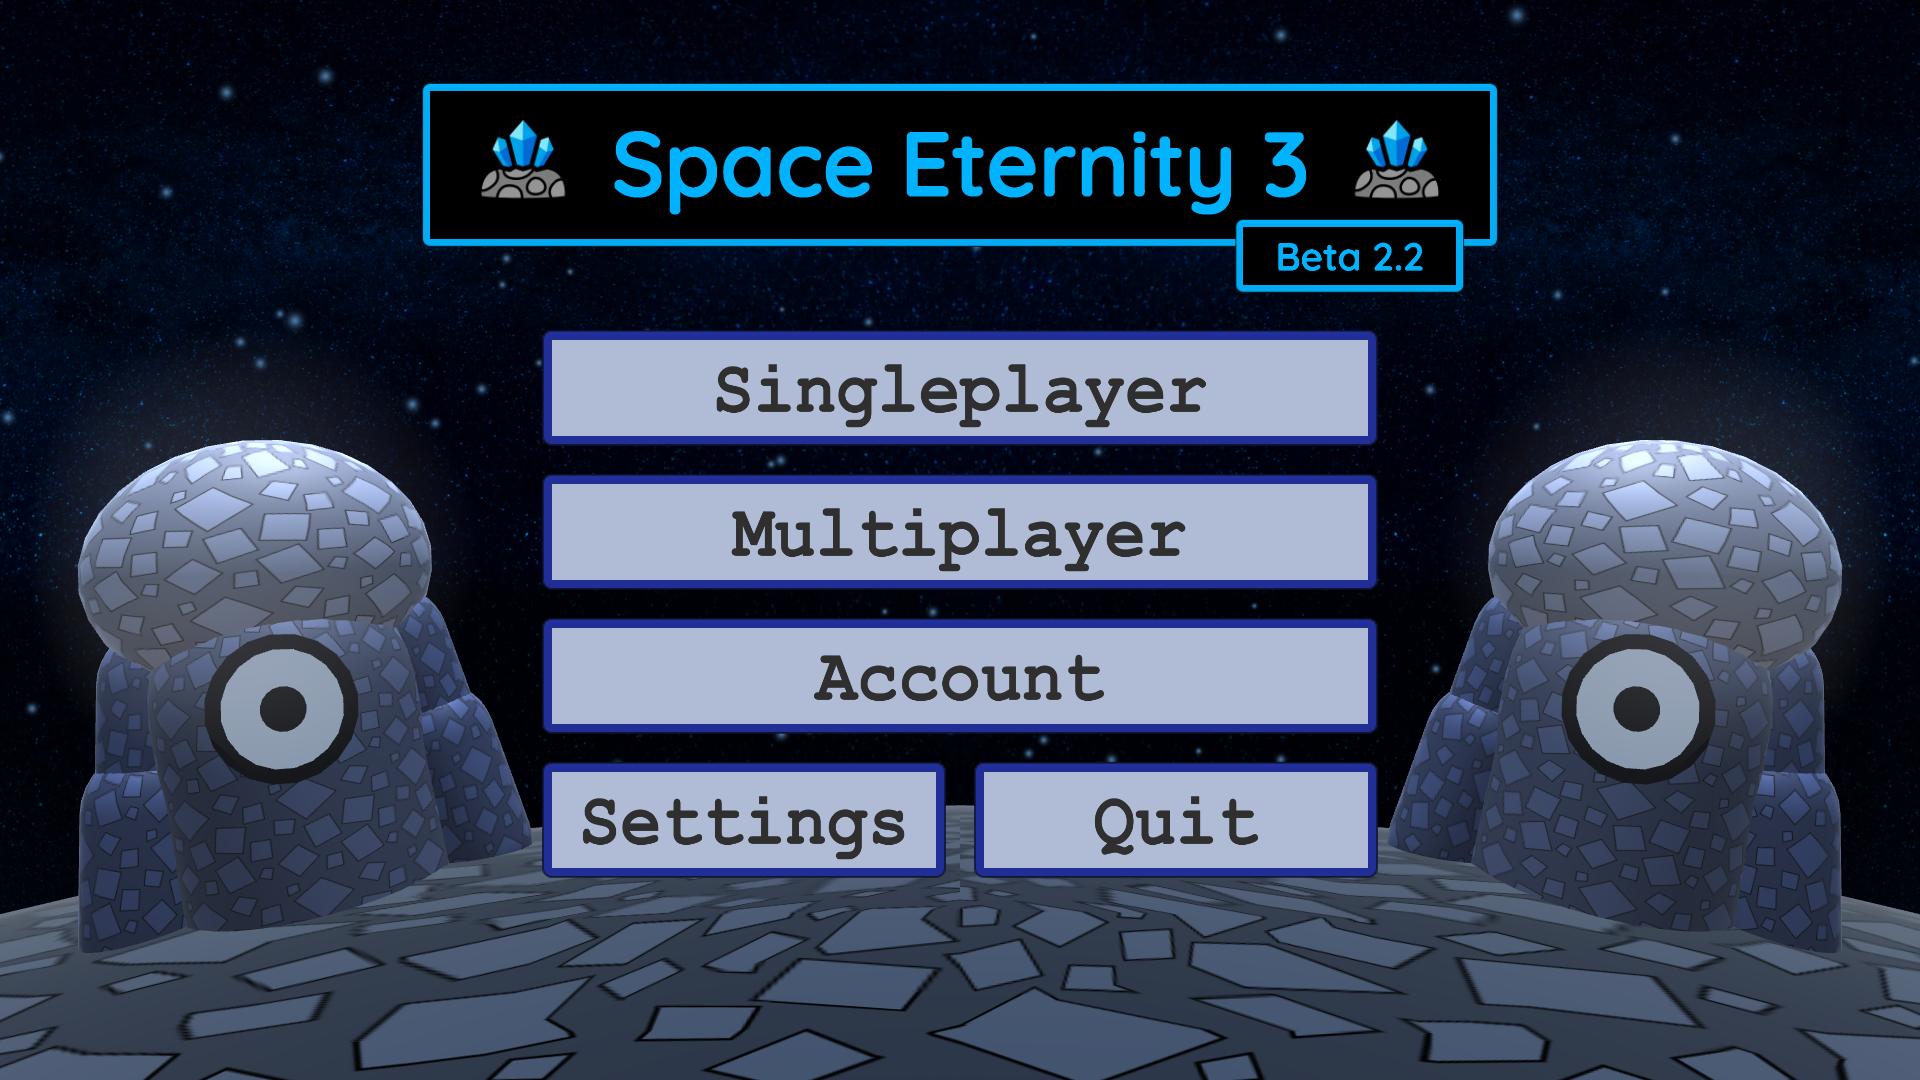 Space Eternity 3
Beta 2.2
Singleplayer
Multiplayer
Account
Settings
Quit